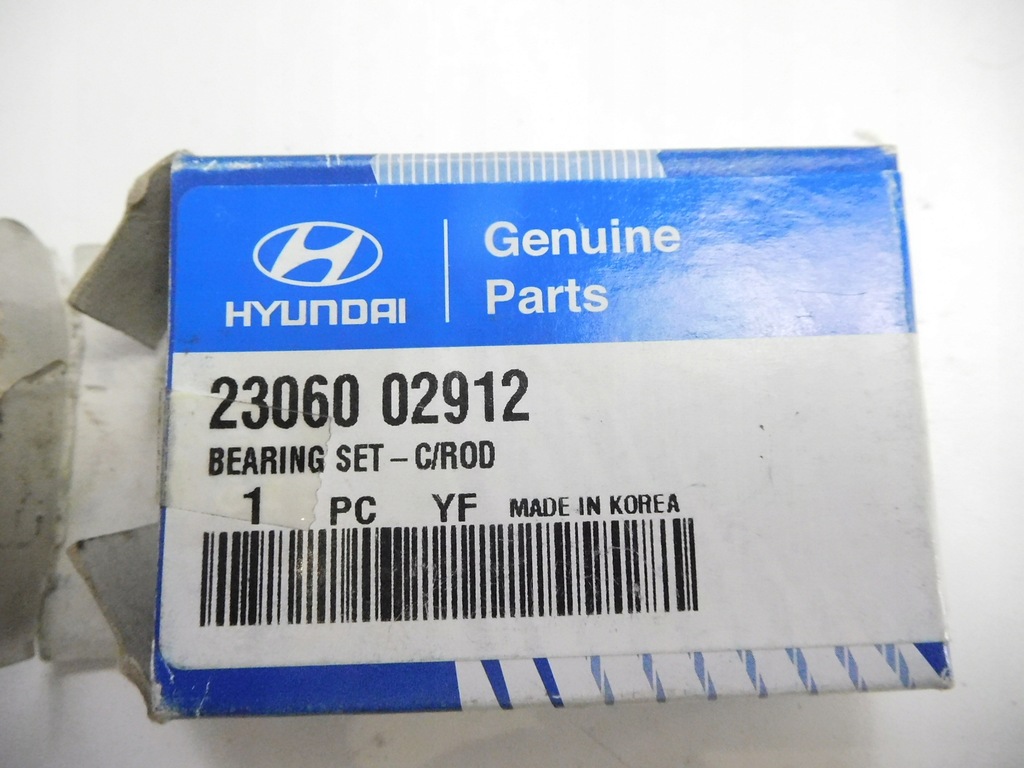 HYUNDAI
Genuine
Parts
23060 02912
BEARING SET – C/ROD
1 PC YF MADE IN KOREA